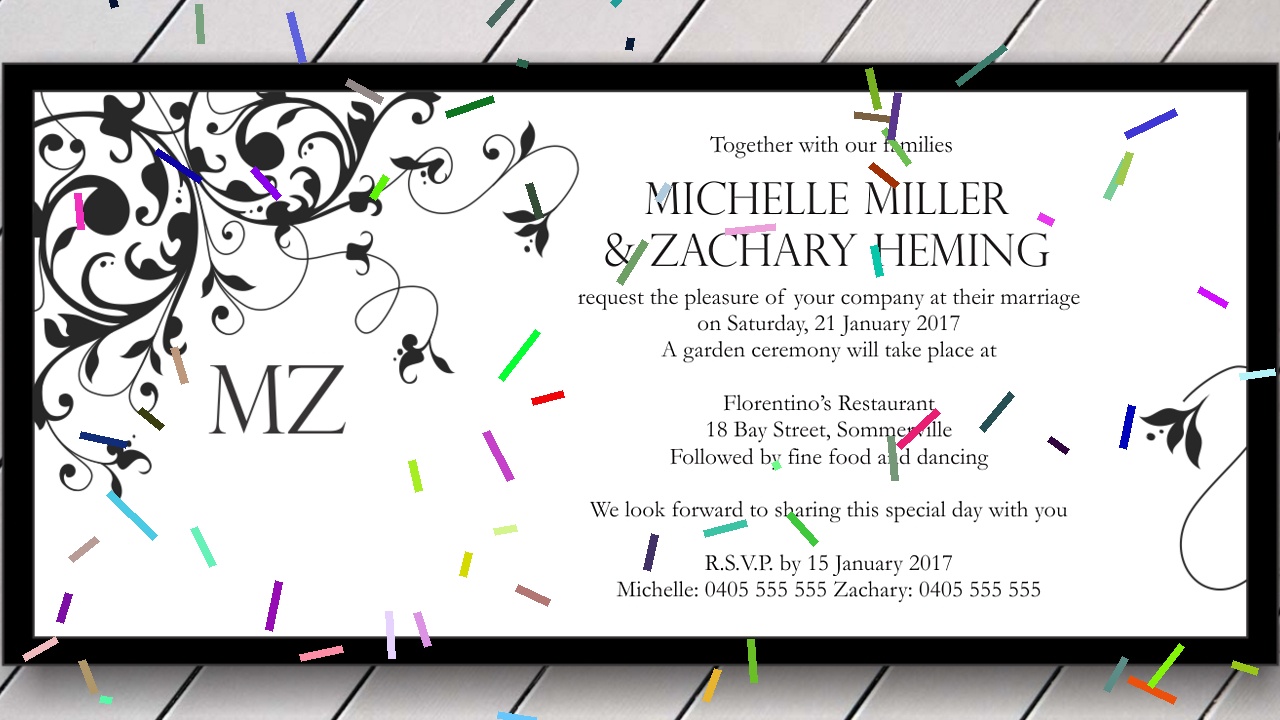 Together with our families
MICHELLE MILLER
& ZACHARY HEMING
request the pleasure of your company at their marriage
on Saturday, 21 January 2017
A garden ceremony will take place at
Florentino's Restaurant
18 Bay Street, Sommerville
Followed by fine food and dancing
We look forward to sharing this special day with you
R.S.V.P. by 15 January 2017
Michelle: 0405 555 555 Zachary: 0405 555 555
MZ